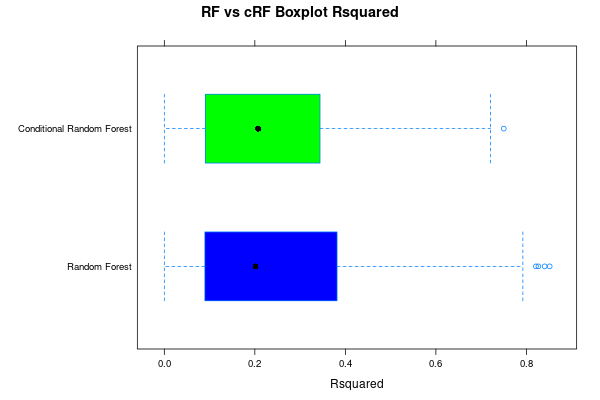 RF vs cRF Boxplot Rsquared
Conditional Random Forest
Random Forest
0.0 0.2 0.4 0.6 0.8
Rsquared